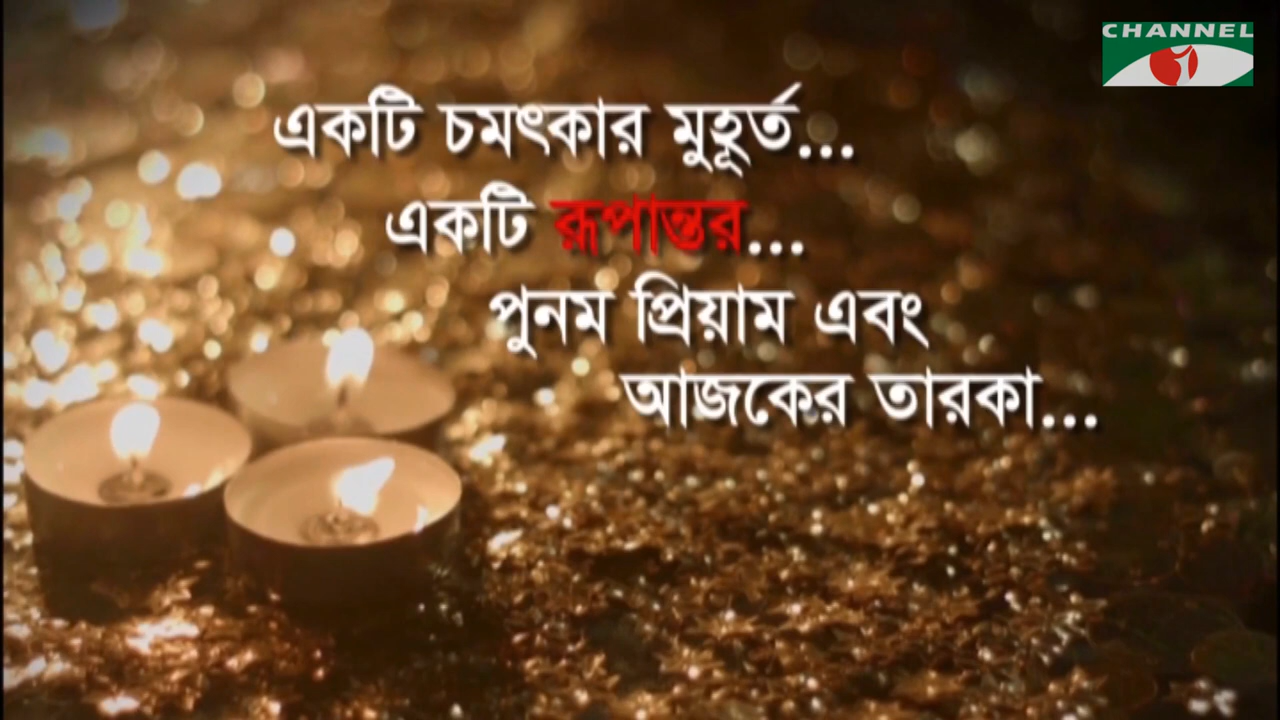 CHANNEL
একটি চমৎকার মুহূর্ত...
একটি রূপান্তর...
পুনম প্রিয়াম এবং
আজকের তারকা...